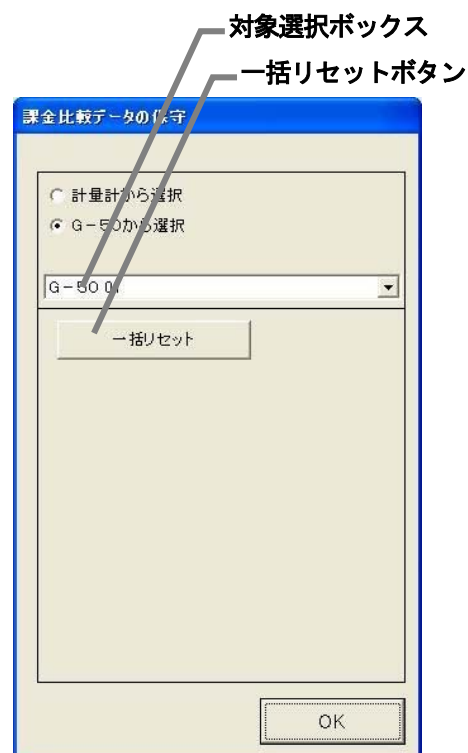 対象選択ボックス
一括リセットボタン
課金比較データの保守
計量計から選択
G-50から選択
G-50 01
一括リセット
OK